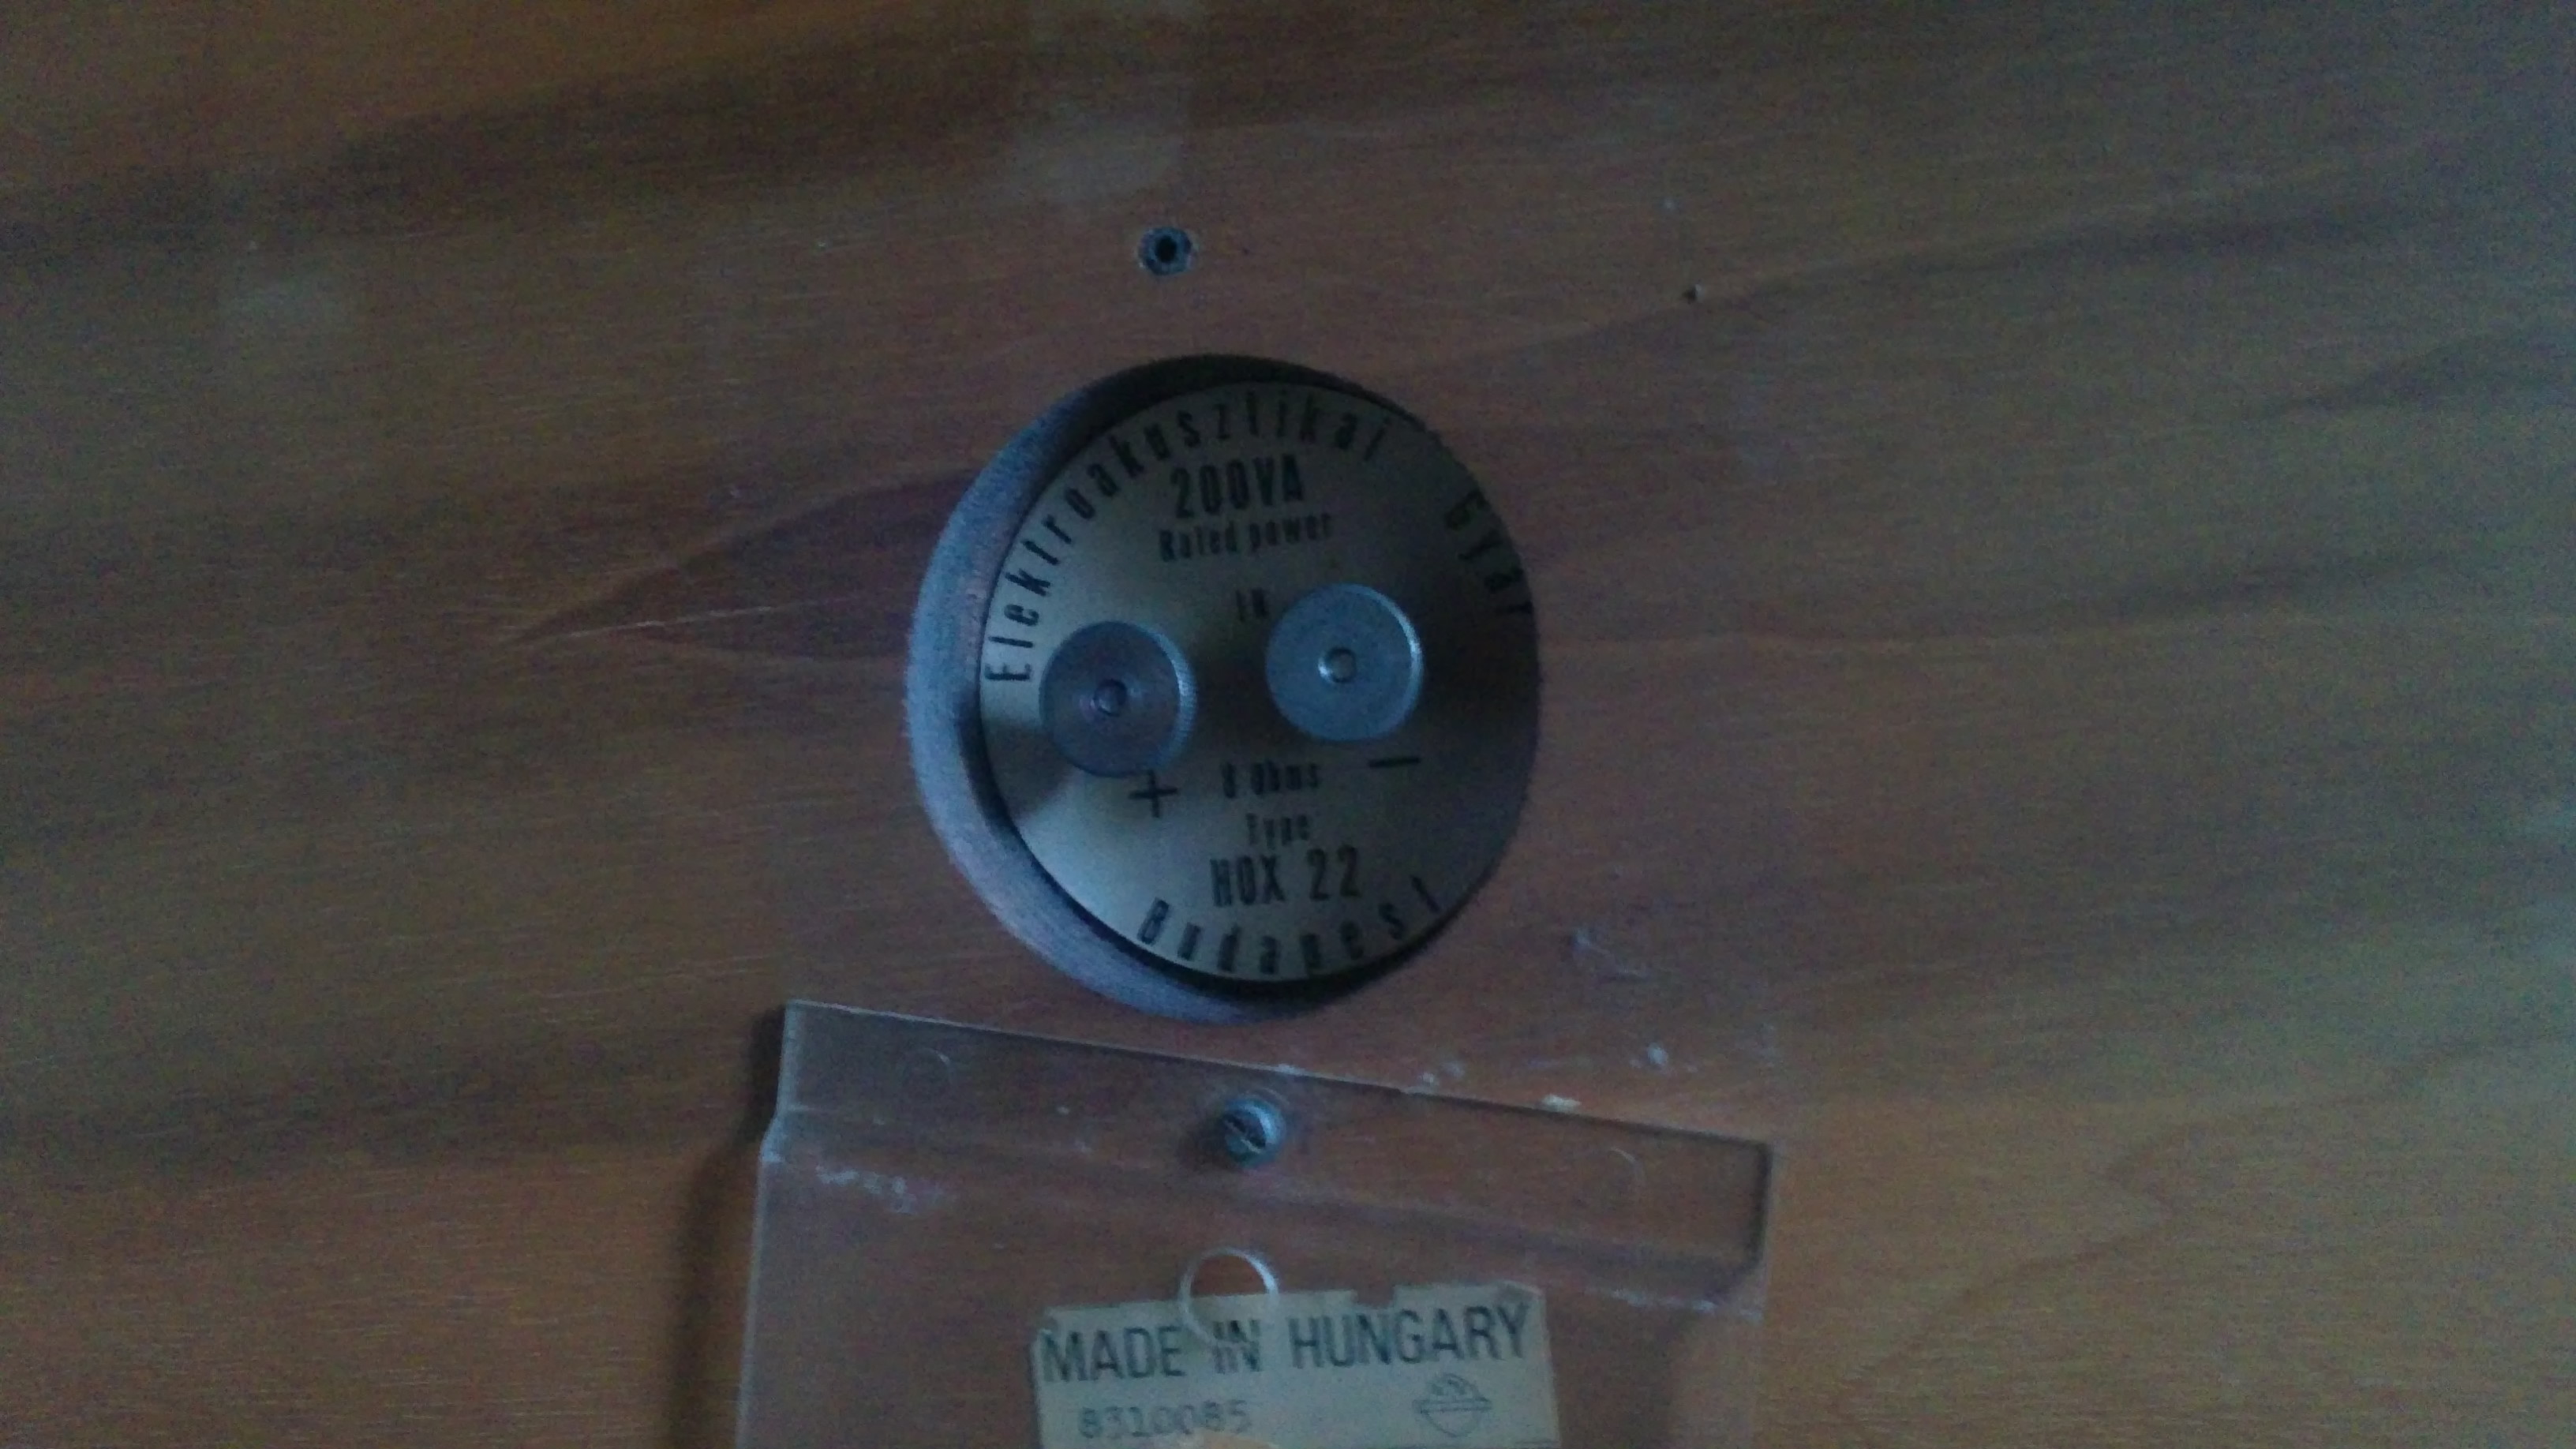 Elektroakusztikai Gyár
200VA
Rated power
IN
+ 8 Ohms −
Type
HOX 22
Budapest
MADE IN HUNGARY
8310085